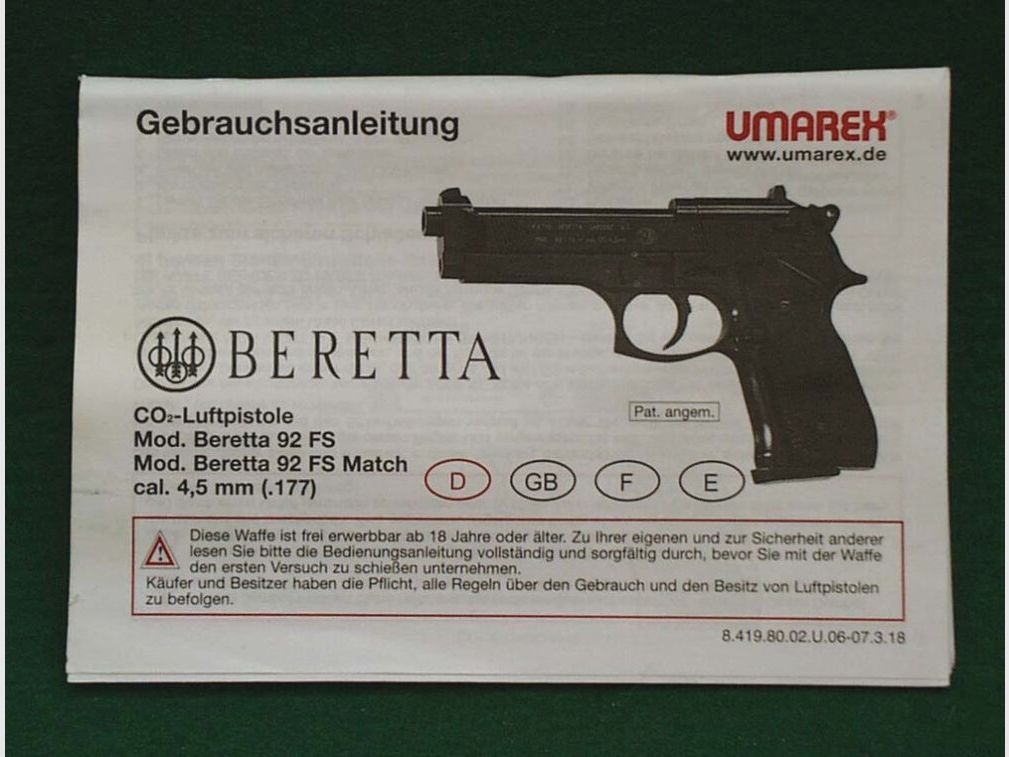 Gebrauchsanleitung
UMAREX®
www.umarex.de
BERETTA
CO₂-Luftpistole
Mod. Beretta 92 FS
Mod. Beretta 92 FS Match
cal. 4,5 mm (.177)
Pat. angem.
D GB F E
Diese Waffe ist frei erwerbbar ab 18 Jahre oder älter. Zu Ihrer eigenen und zur Sicherheit anderer
lesen Sie bitte die Bedienungsanleitung vollständig und sorgfältig durch, bevor Sie mit der Waffe
den ersten Versuch zu schießen unternehmen.
Käufer und Besitzer haben die Pflicht, alle Regeln über den Gebrauch und den Besitz von Luftpistolen
zu befolgen.
8.419.80.02.U.06-07.3.18